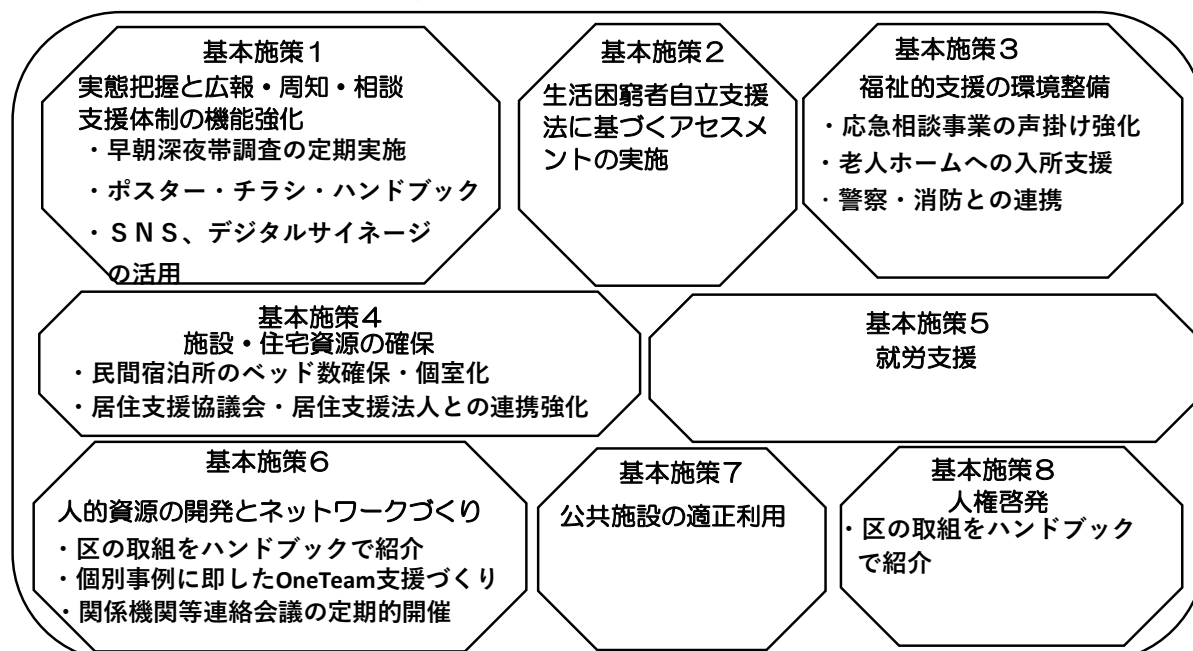 基本施策１
実態把握と広報・周知・相談
支援体制の機能強化
・早朝深夜帯調査の定期実施
・ポスター・チラシ・ハンドブック
・ＳＮＳ、デジタルサイネージ
の活用
基本施策２
生活困窮者自立支援
法に基づくアセスメ
ントの実施
基本施策３
福祉的支援の環境整備
・応急相談事業の声掛け強化
・老人ホームへの入所支援
・警察・消防との連携
基本施策４
施設・住宅資源の確保
・民間宿泊所のベッド数確保・個室化
・居住支援協議会・居住支援法人との連携強化
基本施策５
就労支援
基本施策６
人的資源の開発とネットワークづくり
・区の取組をハンドブックで紹介
・個別事例に即したOneTeam支援づくり
・関係機関等連絡会議の定期的開催
基本施策７
公共施設の適正利用
基本施策８
人権啓発
・区の取組をハンドブック
で紹介